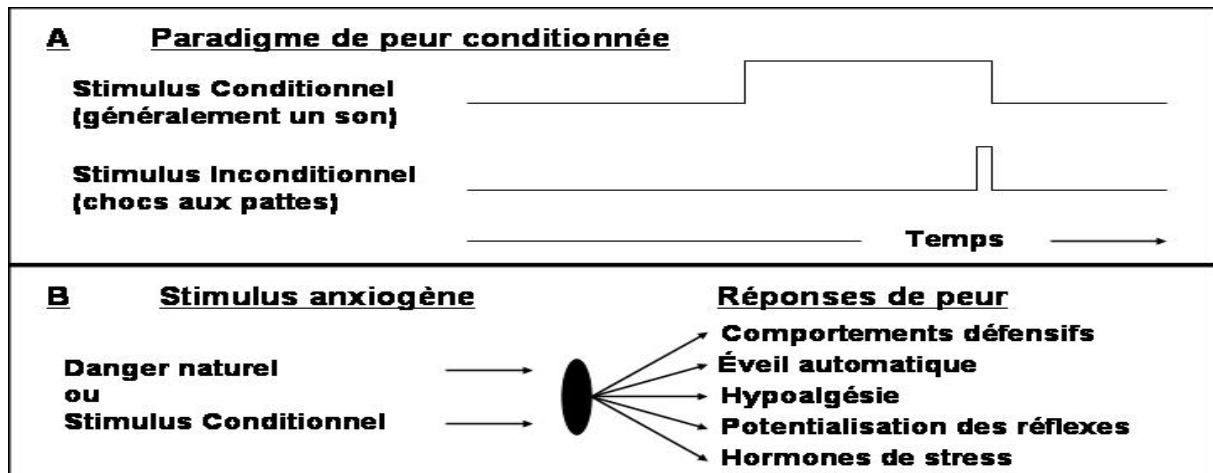 A Paradigme de peur conditionnée
Stimulus Conditionnel
(généralement un son)
Stimulus Inconditionnel
(chocs aux pattes)
Temps
B Stimulus anxiogène Réponses de peur
Danger naturel
ou
Stimulus Conditionnel
Comportements défensifs
Éveil automatique
Hypoalgésie
Potentialisation des réflexes
Hormones de stress